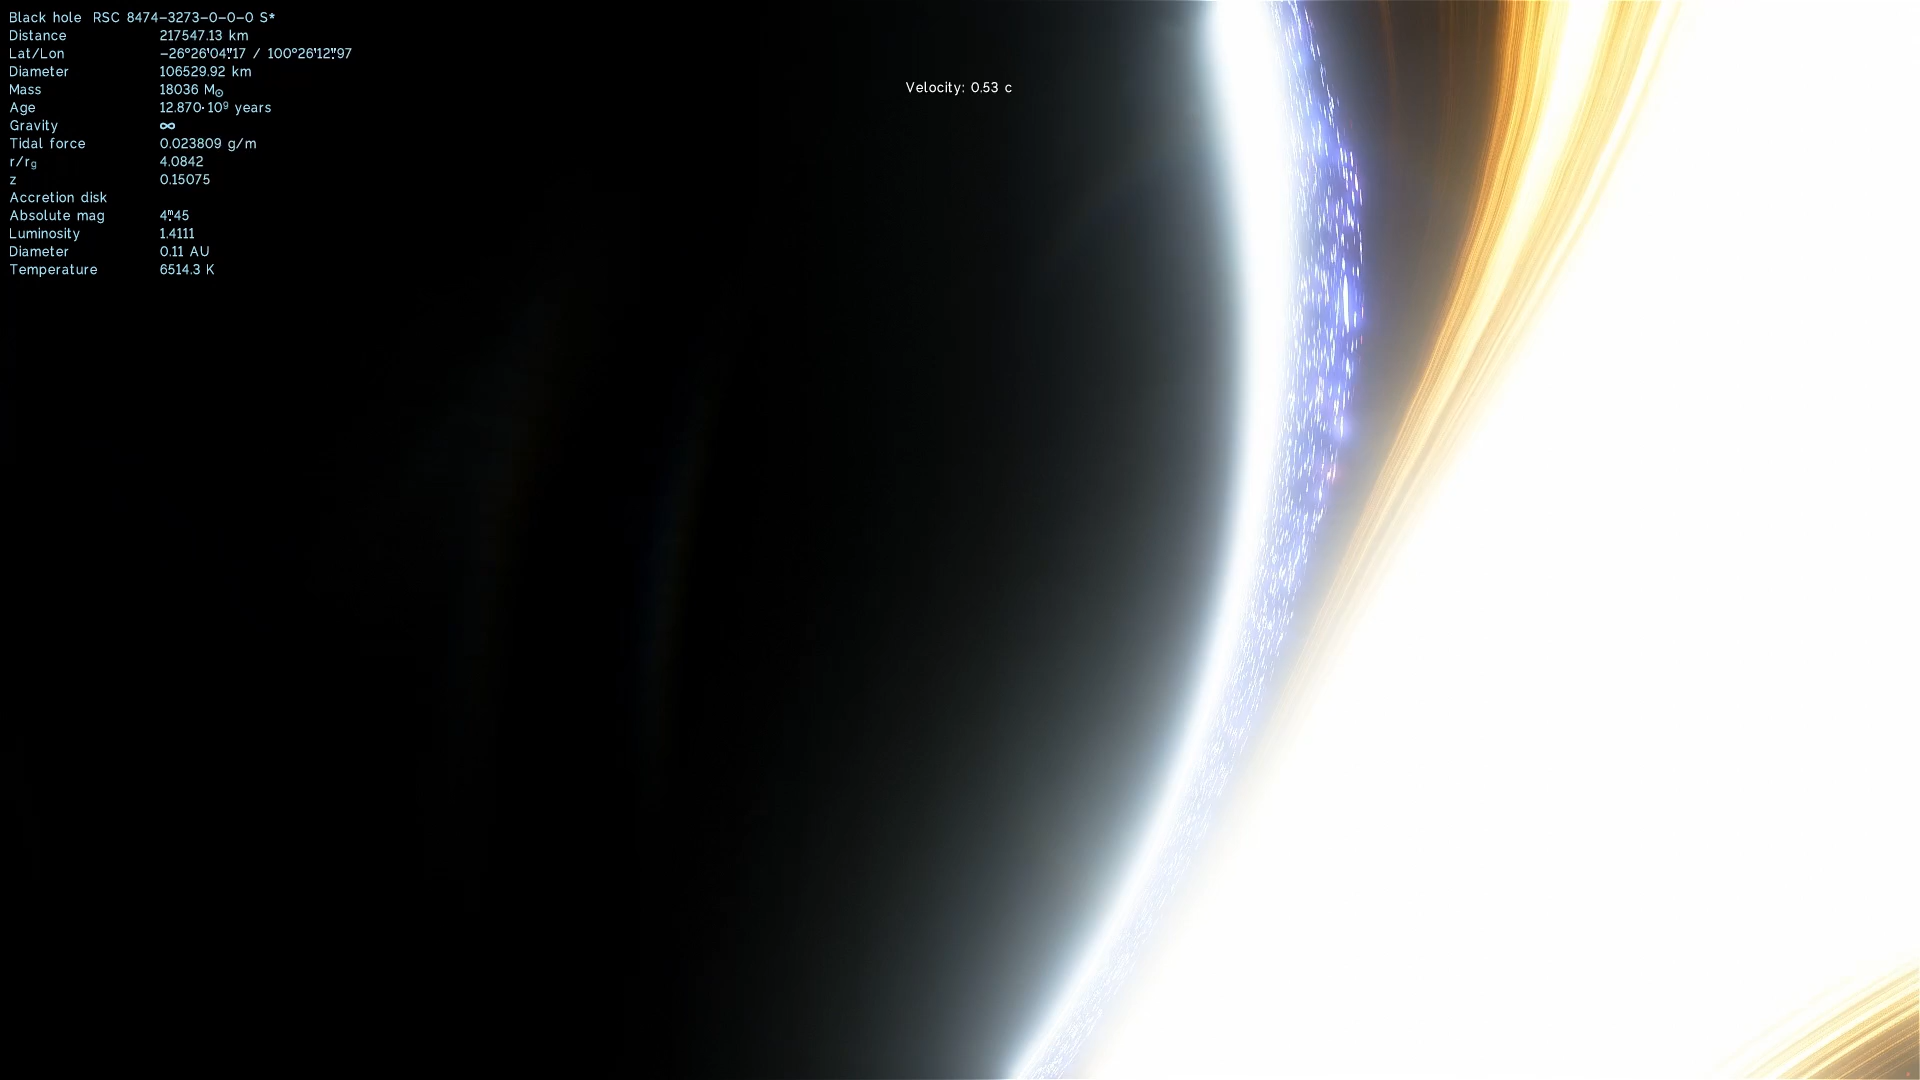 Black hole RSC 8474-3273-0-0-0 S*
Distance 217547.13 km
Lat/Lon -26°26'04"17 / 100°26'12"97
Diameter 106529.92 km
Mass 18036 M☉
Age 12.870·10⁹ years
Gravity ∞
Tidal force 0.023809 g/m
r/rg 4.0842
z 0.15075
Accretion disk
Absolute mag 4ᵐ.45
Luminosity 1.4111
Diameter 0.11 AU
Temperature 6514.3 K
Velocity: 0.53 c